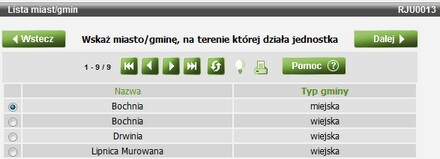 Lista miast/gmin RJU0013
Wstecz Wskaż miasto/gminę, na terenie której działa jednostka Dalej
1 - 9 / 9 Pomoc ?
Nazwa Typ gminy
Bochnia miejska
Bochnia wiejska
Drwinia wiejska
Lipnica Murowana wiejska